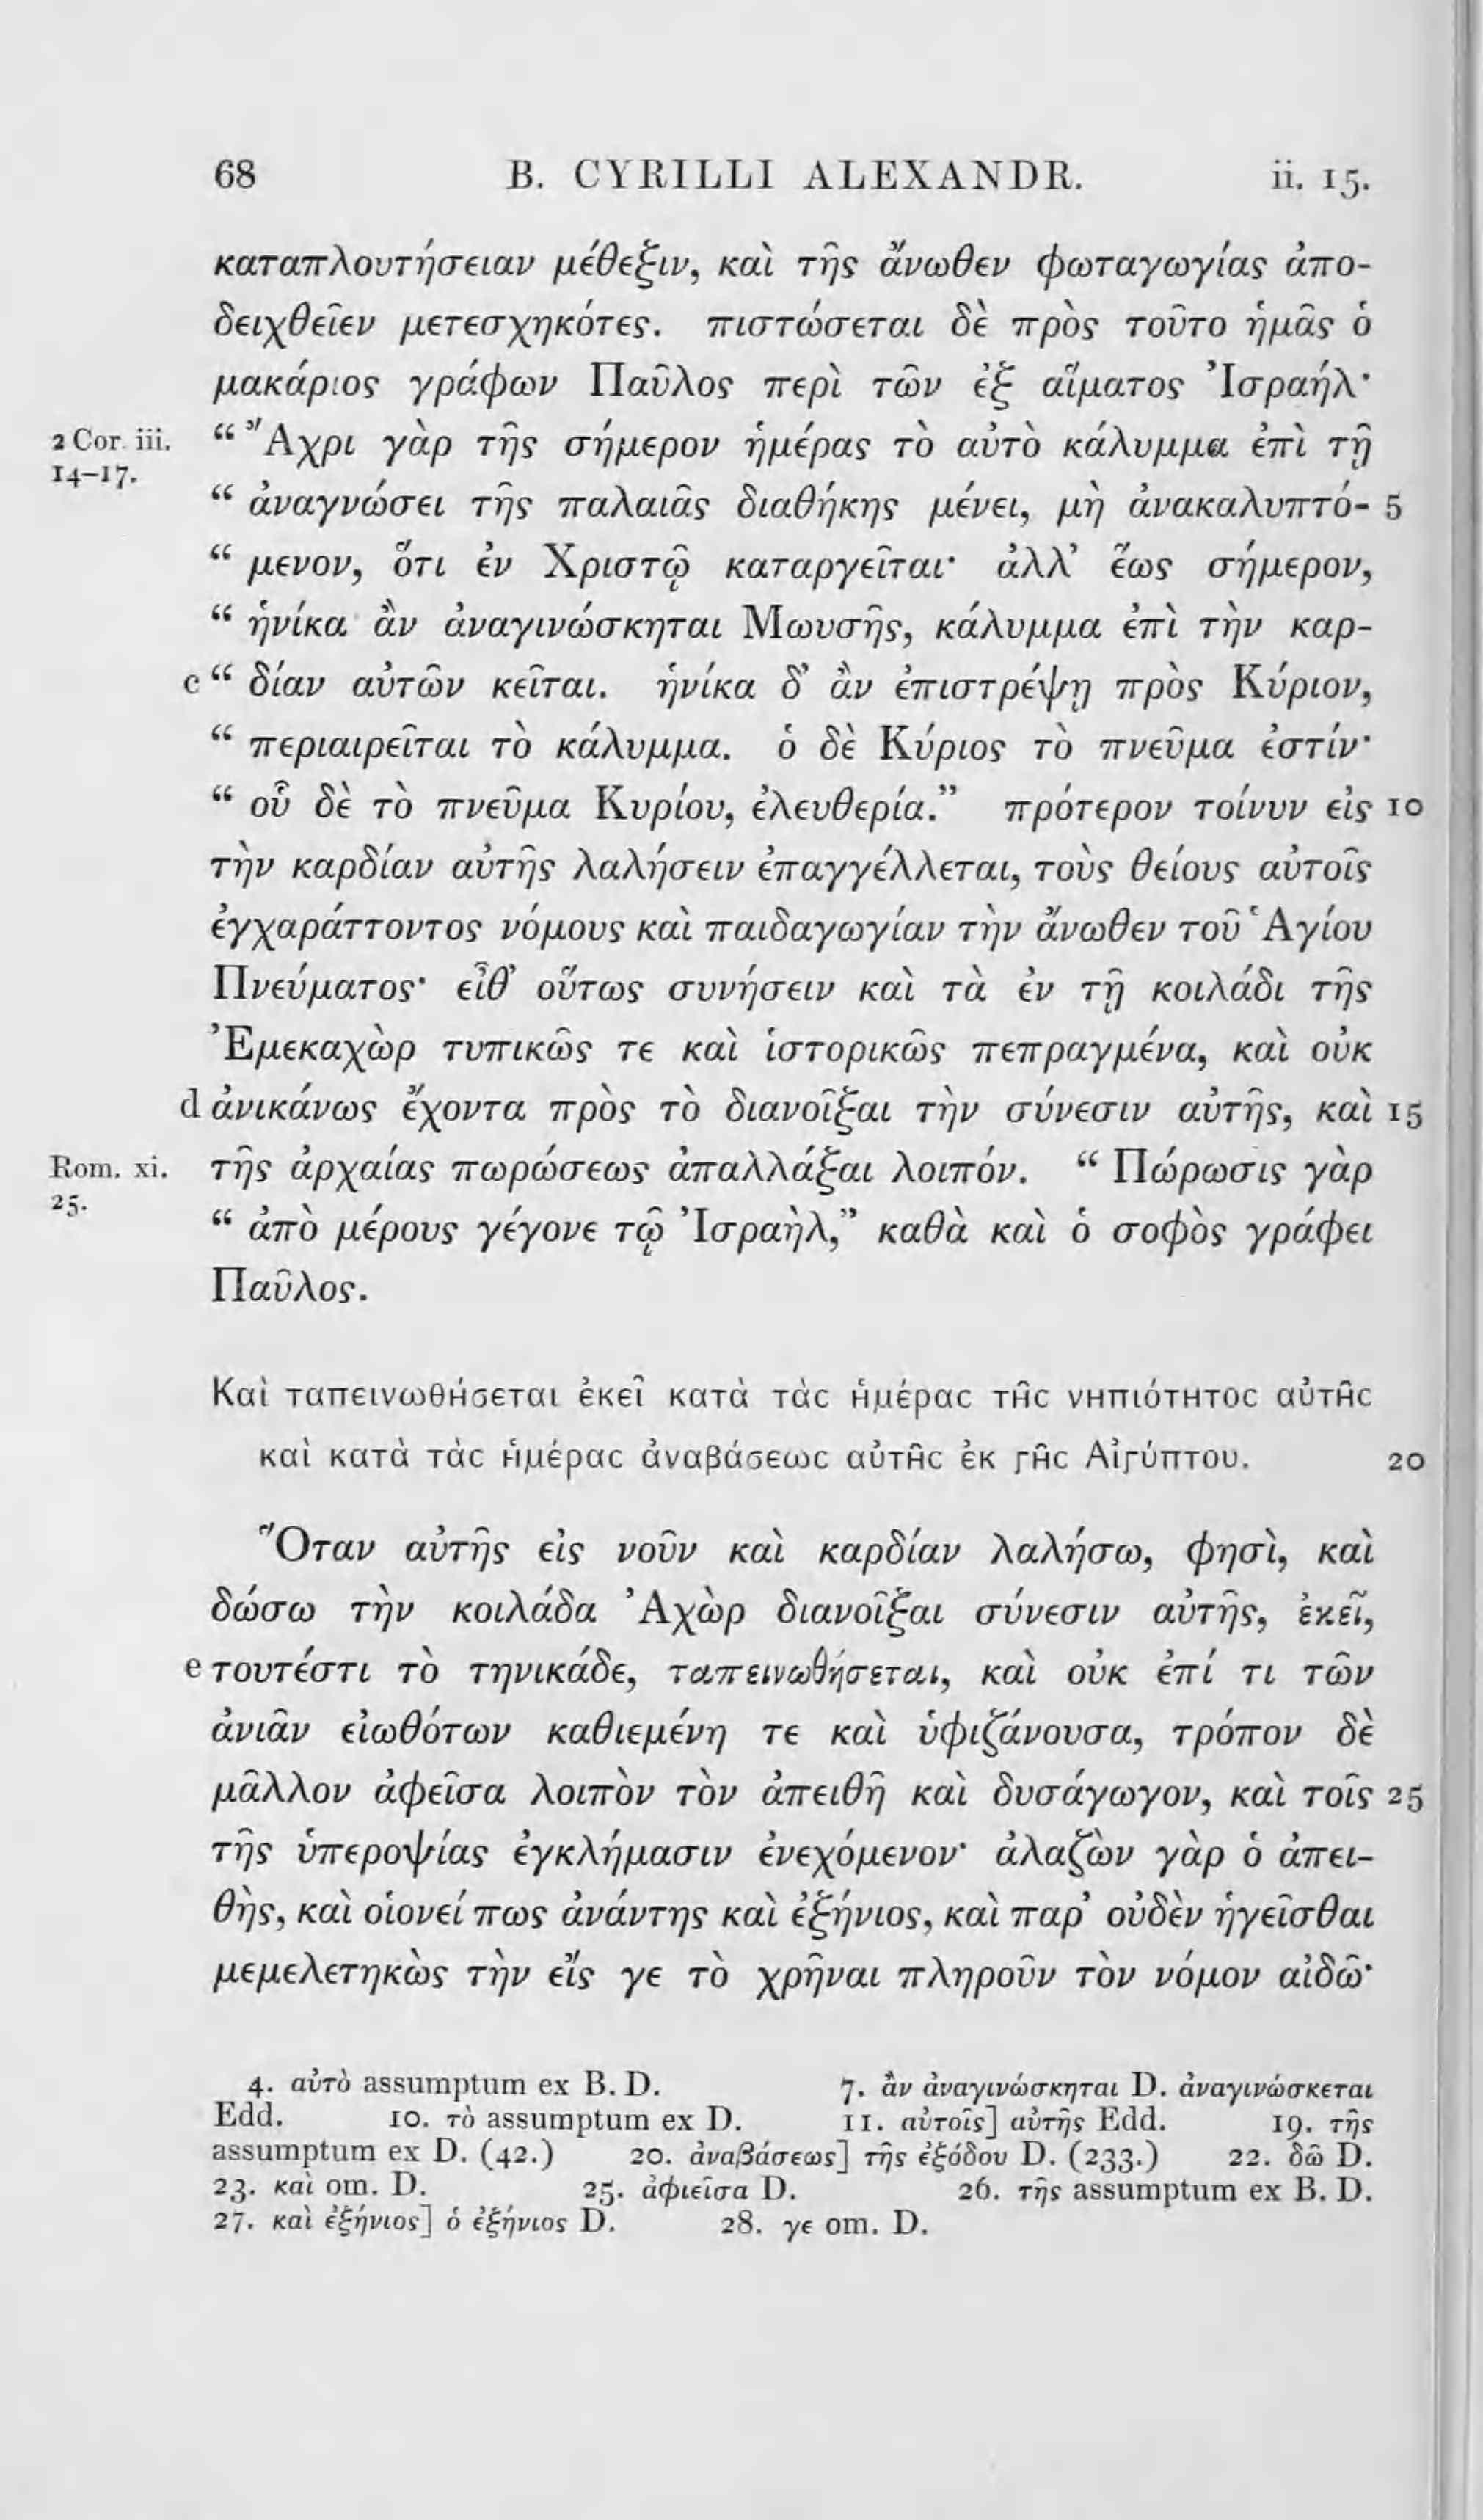 68 B. CYRILLI ALEXANDR. ii. 15.
καταπλουτήσειαν μέθεξιν, καὶ τῆς ἄνωθεν φωταγωγίας ἀπο-
δειχθεῖεν μετεσχηκότες. πιστώσεται δὲ πρὸς τοῦτο ἡμᾶς ὁ
μακάριος γράφων Παῦλος περὶ τῶν ἐξ αἵματος Ἰσραήλ·
2 Cor. iii. “ Ἄχρι γὰρ τῆς σήμερον ἡμέρας τὸ αὐτὸ κάλυμμα ἐπὶ τῇ
14–17.
“ ἀναγνώσει τῆς παλαιᾶς διαθήκης μένει, μὴ ἀνακαλυπτό- 5
“ μενον, ὅτι ἐν Χριστῷ καταργεῖται· ἀλλ’ ἕως σήμερον,
“ ἡνίκα ἂν ἀναγινώσκηται Μωυσῆς, κάλυμμα ἐπὶ τὴν καρ-
c “ δίαν αὐτῶν κεῖται. ἡνίκα δ’ ἂν ἐπιστρέψῃ πρὸς Κύριον,
“ περιαιρεῖται τὸ κάλυμμα. ὁ δὲ Κύριος τὸ πνεῦμα ἐστίν·
“ οὗ δὲ τὸ πνεῦμα Κυρίου, ἐλευθερία.” πρότερον τοίνυν εἰς 10
τὴν καρδίαν αὐτῆς λαλήσειν ἐπαγγέλλεται, τοὺς θείους αὐτοῖς
ἐγχαράττοντος νόμους καὶ παιδαγωγίαν τὴν ἄνωθεν τοῦ Ἁγίου
Πνεύματος· εἶθ’ οὕτως συνήσειν καὶ τὰ ἐν τῇ κοιλάδι τῆς
Ἐμεκαχὼρ τυπικῶς τε καὶ ἱστορικῶς πεπραγμένα, καὶ οὐκ
d ἀνικάνως ἔχοντα πρὸς τὸ διανοῖξαι τὴν σύνεσιν αὐτῆς, καὶ 15
Rom. xi. τῆς ἀρχαίας πωρώσεως ἀπαλλάξαι λοιπόν. “ Πώρωσις γὰρ
25.
“ ἀπὸ μέρους γέγονε τῷ Ἰσραὴλ,” καθὰ καὶ ὁ σοφὸς γράφει
Παῦλος.
Καὶ ταπεινωθήσεται ἐκεῖ κατὰ τὰς ἡμέρας τῆς νηπιότητος αὐτῆς
καὶ κατὰ τὰς ἡμέρας ἀναβάσεως αὐτῆς ἐκ γῆς Αἰγύπτου. 20
Ὅταν αὐτῆς εἰς νοῦν καὶ καρδίαν λαλήσω, φησὶ, καὶ
δώσω τὴν κοιλάδα Ἀχὼρ διανοῖξαι σύνεσιν αὐτῆς, ἐκεῖ,
e τουτέστι τὸ τηνικάδε, ταπεινωθήσεται, καὶ οὐκ ἐπί τι τῶν
ἀνιᾶν εἰωθότων καθιεμένη τε καὶ ὑφιζάνουσα, τρόπον δὲ
μᾶλλον ἀφεῖσα λοιπὸν τὸν ἀπειθῆ καὶ δυσάγωγον, καὶ τοῖς 25
τῆς ὑπεροψίας ἐγκλήμασιν ἐνεχόμενον· ἀλαζὼν γὰρ ὁ ἀπει-
θὴς, καὶ οἱονεί πως ἀνάντης καὶ ἐξήνιος, καὶ παρ’ οὐδὲν ἡγεῖσθαι
μεμελετηκὼς τὴν εἴς γε τὸ χρῆναι πληροῦν τὸν νόμον αἰδῶ·
4. αὐτὸ assumptum ex B. D. 7. ἂν ἀναγινώσκηται D. ἀναγινώσκεται
Edd. 10. τὸ assumptum ex D. 11. αὐτοῖς] αὐτῆς Edd. 19. τῆς
assumptum ex D. (42.) 20. ἀναβάσεως] τῆς ἐξόδου D. (233.) 22. δῶ D.
23. καὶ om. D. 25. ἀφιεῖσα D. 26. τῆς assumptum ex B. D.
27. καὶ ἐξήνιος] ὁ ἐξήνιος D. 28. γε om. D.